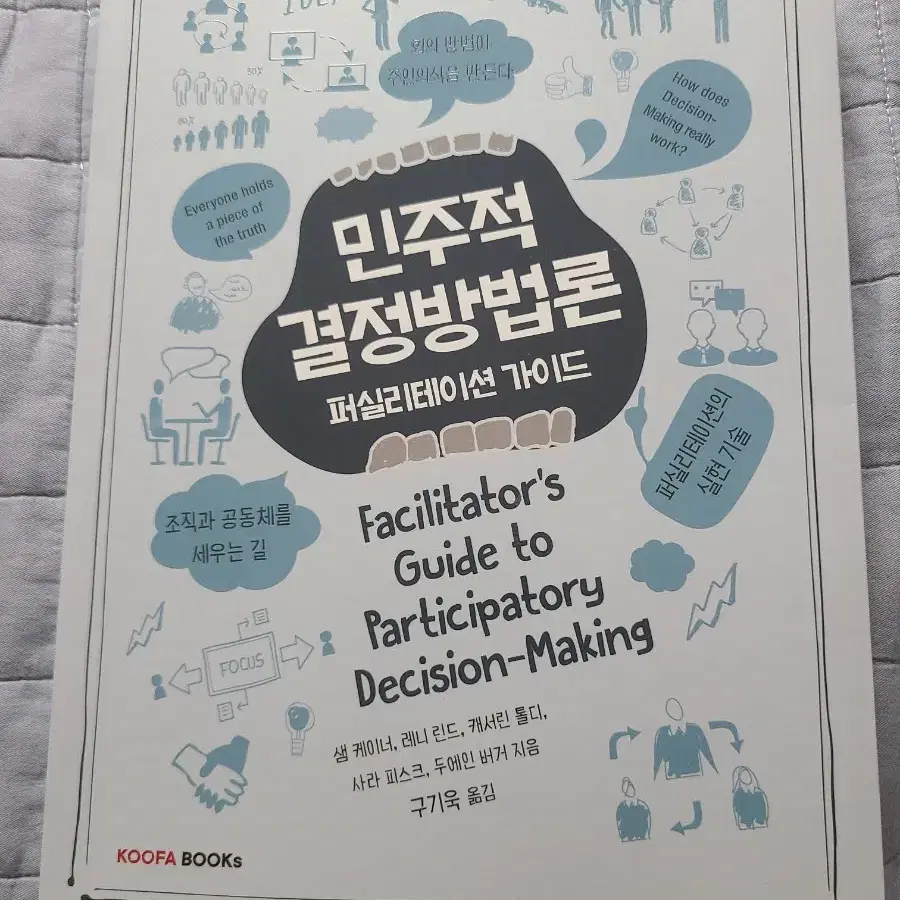 IDEA
회의 방법이
주인의식을 만든다
50%
80%
How does
Decision-
Making really
work?
Everyone holds
a piece of
the truth
민주적
결정방법론
퍼실리테이션 가이드
퍼실리테이션의
실현 기술
조직과 공동체를
세우는 길
Facilitator's
Guide to
Participatory
Decision-Making
FOCUS
샘 케이너, 레니 린드, 캐서린 톨디,
사라 피스크, 두에인 버거 지음
구기욱 옮김
KOOFA BOOKs